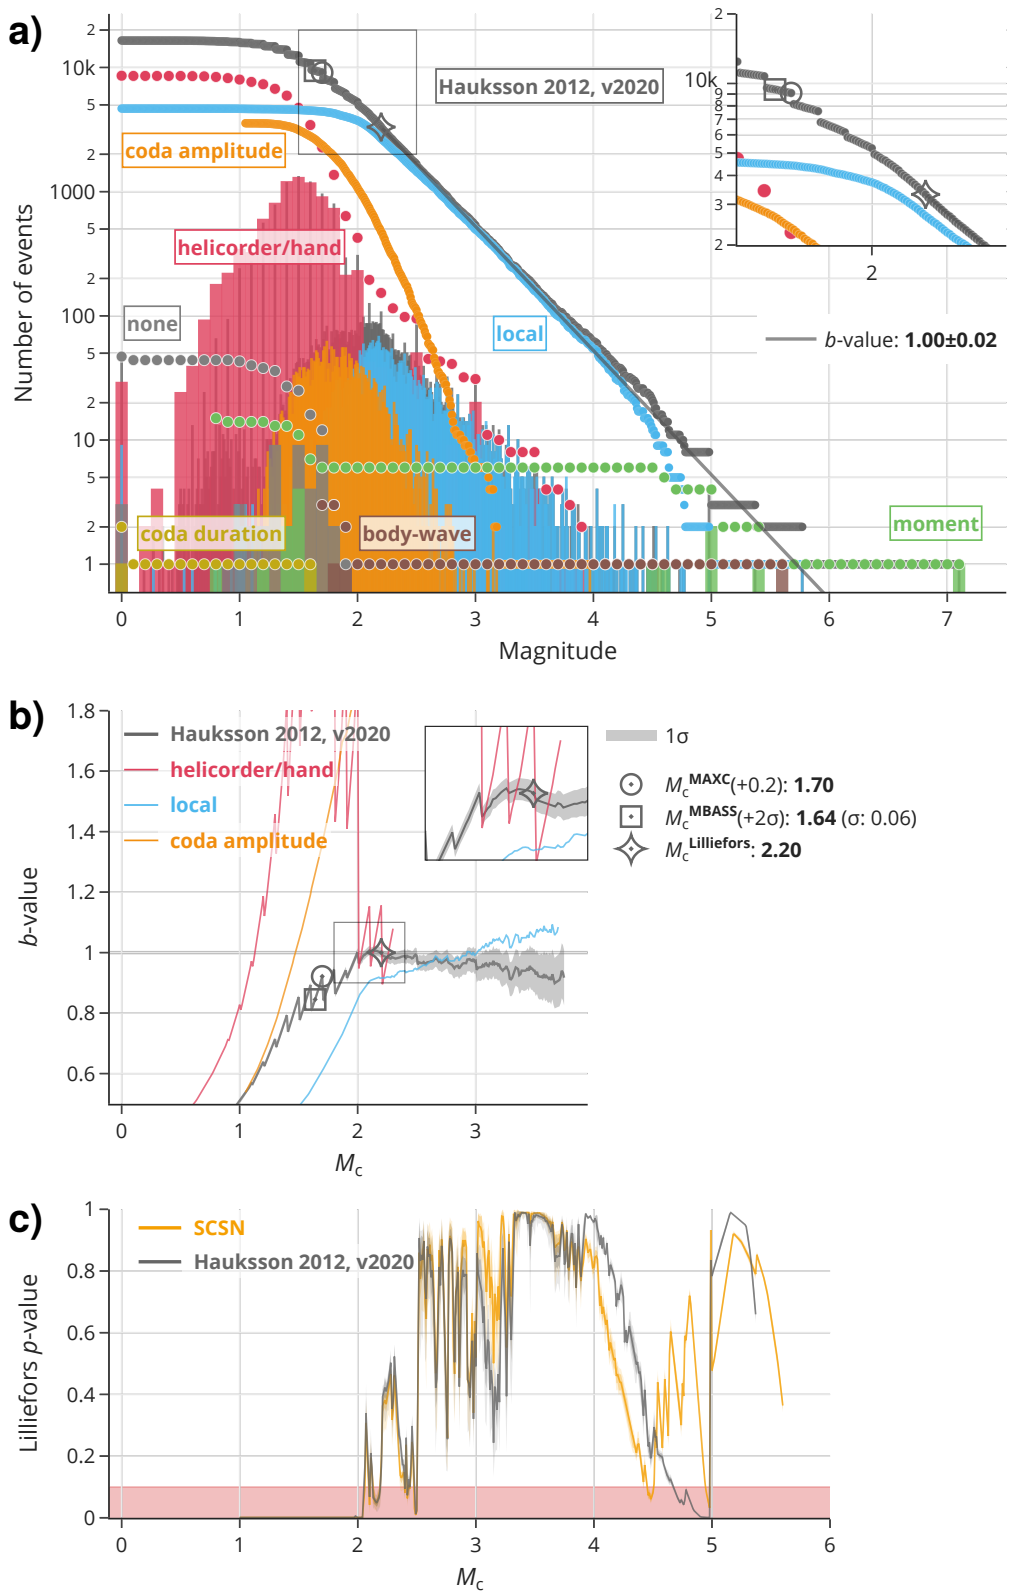 a)
Number of events
2
10k
5
2
1000
5
2
100
5
2
10
5
2
1
Hauksson 2012, v2020
coda amplitude
helicorder/hand
none
local
coda duration
body-wave
moment
b-value: 1.00±0.02
2
10k
9
8
7
6
5
4
3
2
2
0 1 2 3 4 5 6 7
Magnitude
b)
b-value
1.8
1.6
1.4
1.2
1
0.8
0.6
Hauksson 2012, v2020
helicorder/hand
local
coda amplitude
1σ
McMAXC(+0.2): 1.70
McMBASS(+2σ): 1.64 (σ: 0.06)
McLilliefors: 2.20
0 1 2 3
Mc
c)
Lilliefors p-value
1
0.8
0.6
0.4
0.2
0
SCSN
Hauksson 2012, v2020
0 1 2 3 4 5 6
Mc